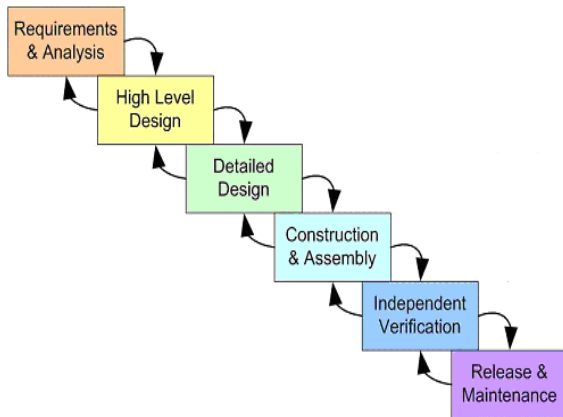 Requirements
& Analysis
High Level
Design
Detailed
Design
Construction
& Assembly
Independent
Verification
Release &
Maintenance